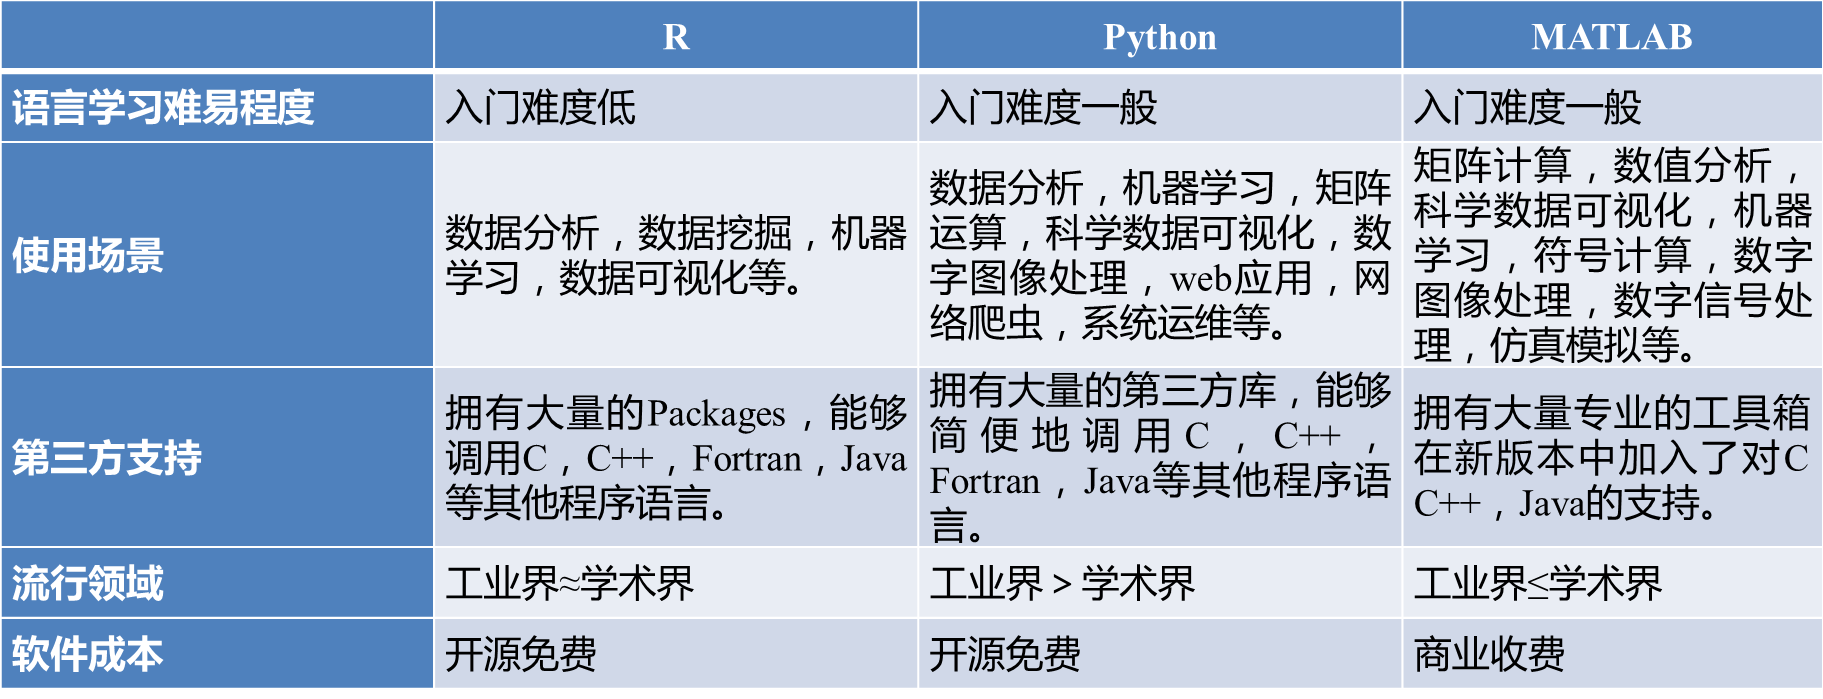 R
Python
MATLAB
语言学习难易程度
入门难度低
入门难度一般
入门难度一般
使用场景
数据分析，数据挖掘，机器
学习，数据可视化等。
数据分析，机器学习，矩阵
运算，科学数据可视化，数
字图像处理，web应用，网
络爬虫，系统运维等。
矩阵计算，数值分析，
科学数据可视化，机器
学习，符号计算，数字
图像处理，数字信号处
理，仿真模拟等。
第三方支持
拥有大量的Packages，能够
调用C，C++，Fortran，Java
等其他程序语言。
拥有大量的第三方库，能够
简便地调用C，C++，
Fortran，Java等其他程序语
言。
拥有大量专业的工具箱
在新版本中加入了对C
C++，Java的支持。
流行领域
工业界≈学术界
工业界＞学术界
工业界≤学术界
软件成本
开源免费
开源免费
商业收费